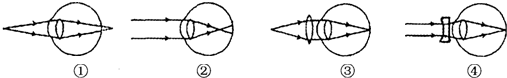 ① ② ③ ④